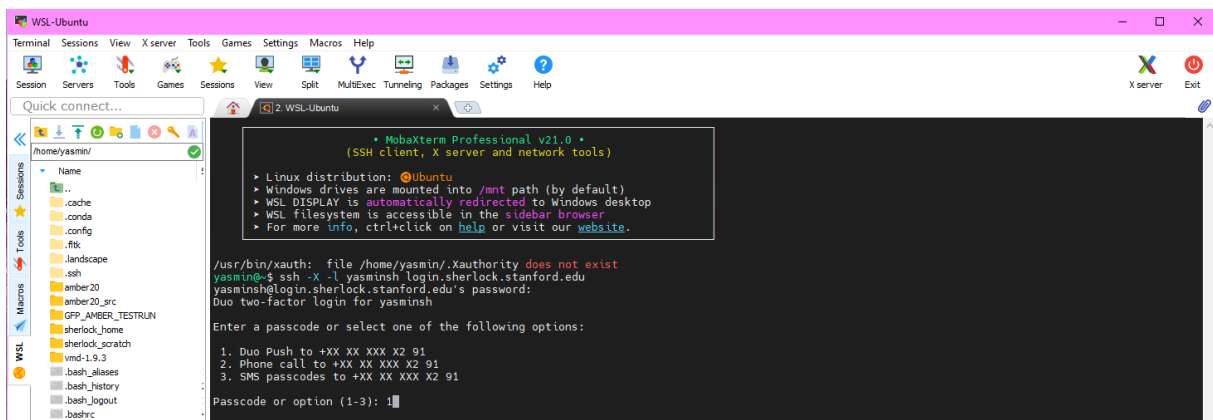 WSL-Ubuntu
Terminal Sessions View X server Tools Games Settings Macros Help
Session Servers Tools Games Sessions View Split MultiExec Tunneling Packages Settings Help X server Exit
Quick connect...
2. WSL-Ubuntu
/home/yasmin/
Name
..
.cache
.conda
.config
.fltk
.landscape
.ssh
amber20
amber20_src
GFP_AMBER_TESTRUN
sherlock_home
sherlock_scratch
vmd-1.9.3
.bash_aliases
.bash_history
.bash_logout
.bashrc
Sessions
Tools
Macros
WSL
• MobaXterm Professional v21.0 •
(SSH client, X server and network tools)
➤ Linux distribution: Ubuntu
➤ Windows drives are mounted into /mnt path (by default)
➤ WSL DISPLAY is automatically redirected to Windows desktop
➤ WSL filesystem is accessible in the sidebar browser
➤ For more info, ctrl+click on help or visit our website.
/usr/bin/xauth:  file /home/yasmin/.Xauthority does not exist
yasmin@~$ ssh -X -l yasminsh login.sherlock.stanford.edu
yasminsh@login.sherlock.stanford.edu's password:
Duo two-factor login for yasminsh
Enter a passcode or select one of the following options:
1. Duo Push to +XX XX XXX X2 91
2. Phone call to +XX XX XXX X2 91
3. SMS passcodes to +XX XX XXX X2 91
Passcode or option (1-3): 1